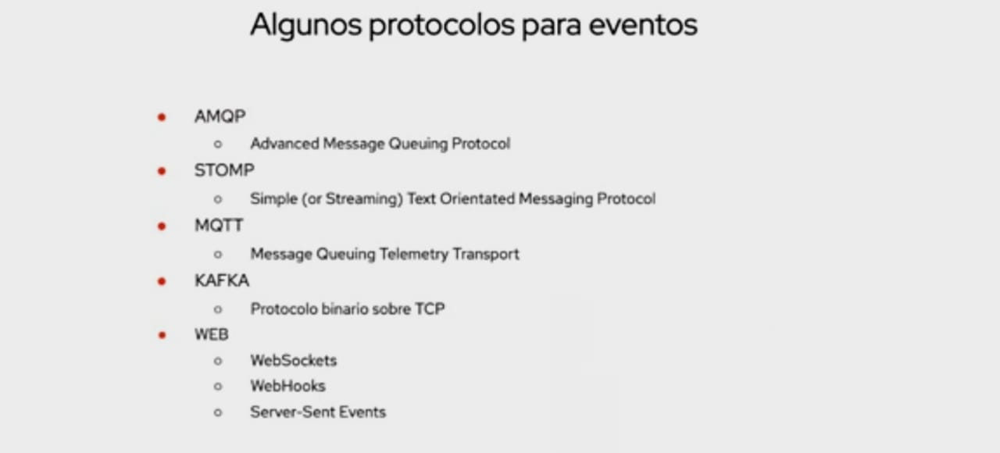 Algunos protocolos para eventos
AMQP
Advanced Message Queuing Protocol
STOMP
Simple (or Streaming) Text Orientated Messaging Protocol
MQTT
Message Queuing Telemetry Transport
KAFKA
Protocolo binario sobre TCP
WEB
WebSockets
WebHooks
Server-Sent Events